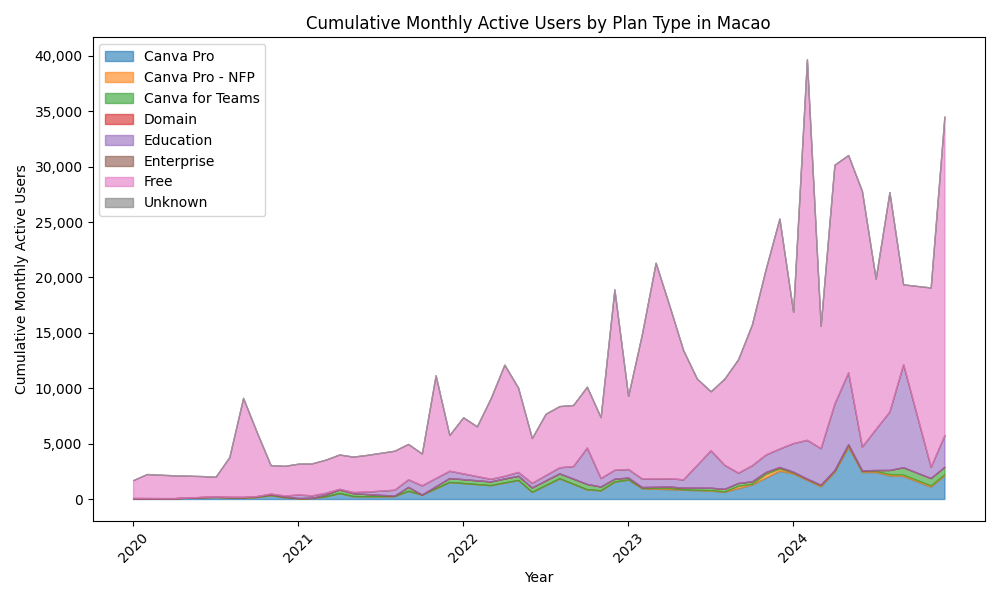 Cumulative Monthly Active Users by Plan Type in Macao
Canva Pro
Canva Pro - NFP
Canva for Teams
Domain
Education
Enterprise
Free
Unknown
Cumulative Monthly Active Users
40,000
35,000
30,000
25,000
20,000
15,000
10,000
5,000
0
2020
2021
2022
2023
2024
Year